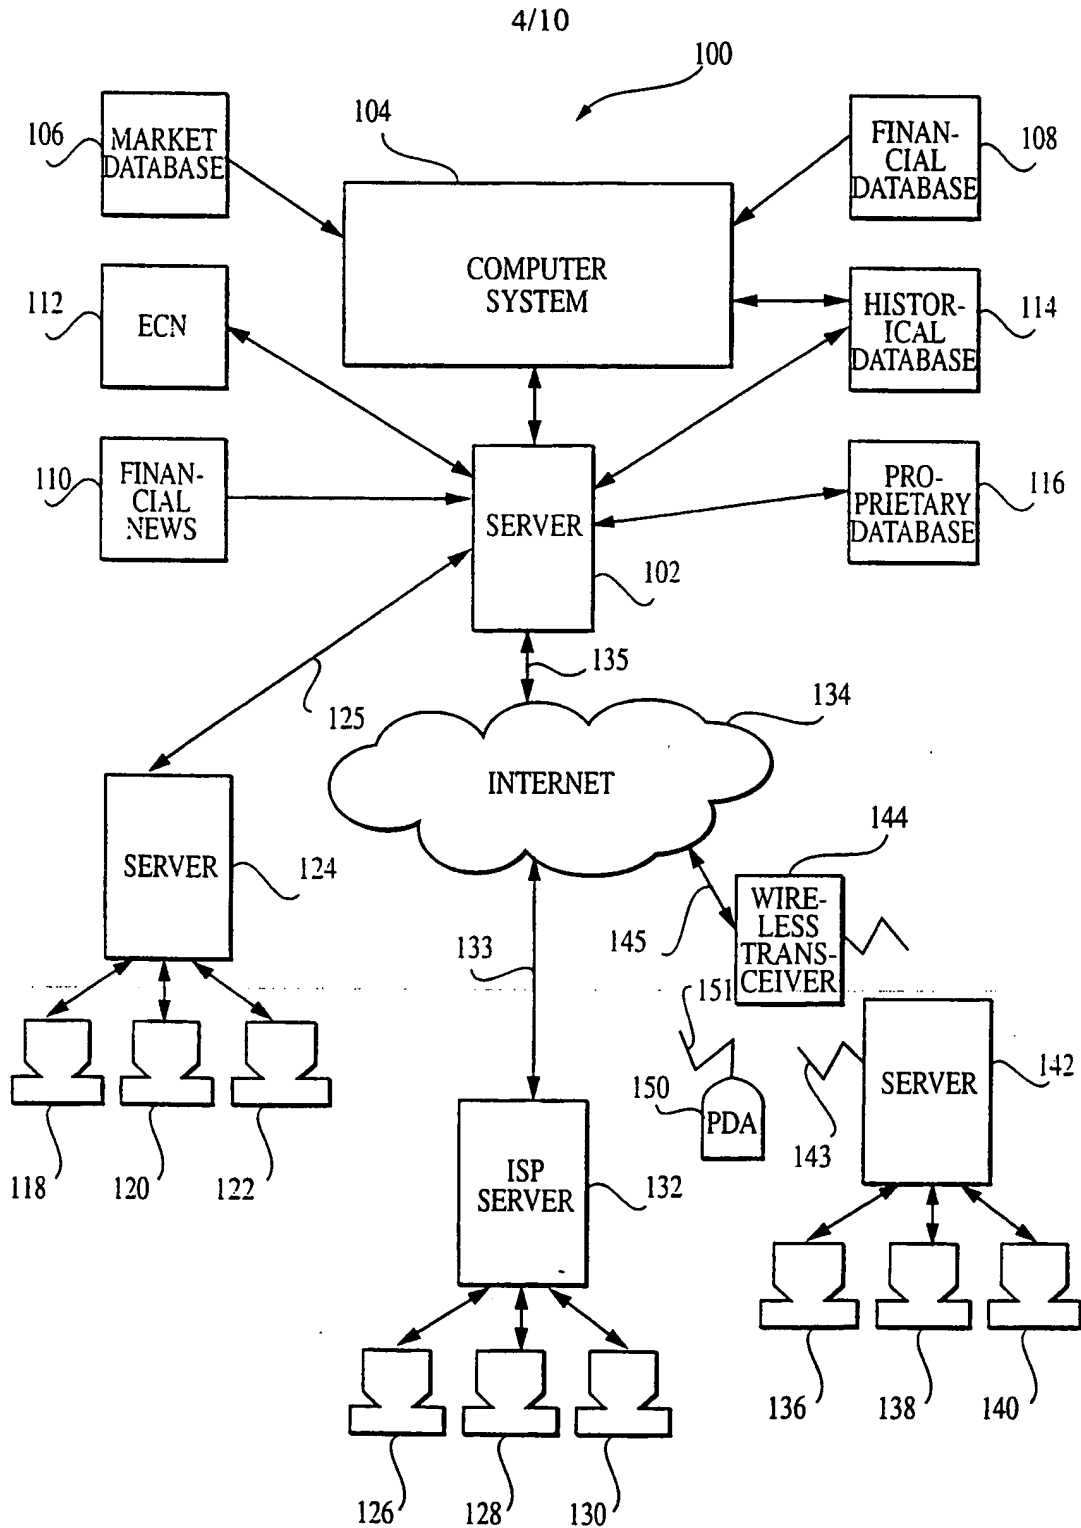 4/10
100
104
106
MARKET
DATABASE
FINAN-
CIAL
DATABASE
108
COMPUTER
SYSTEM
112
ECN
HISTOR-
ICAL
DATABASE
114
110
FINAN-
CIAL
NEWS
SERVER
PRO-
PRIETARY
DATABASE
116
102
135
125
134
INTERNET
144
SERVER
124
WIRE-
LESS
TRANS-
CEIVER
145
133
151
SERVER
142
150
PDA
143
118
120
122
ISP
SERVER
132
136
138
140
126
128
130